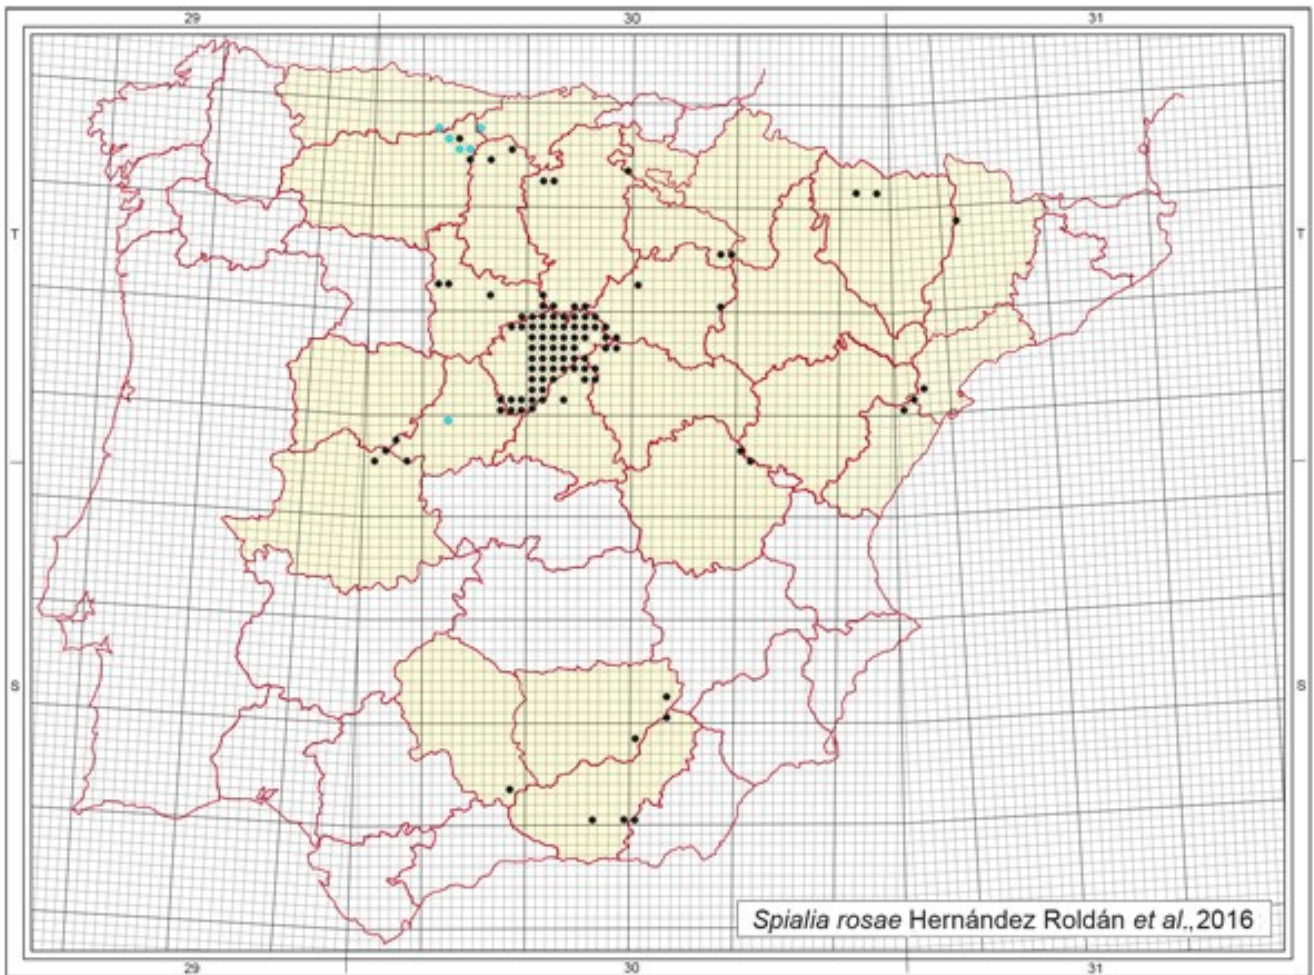 29 30 31
T T
S S
Spialia rosae Hernández Roldán et al.,2016
29 30 31